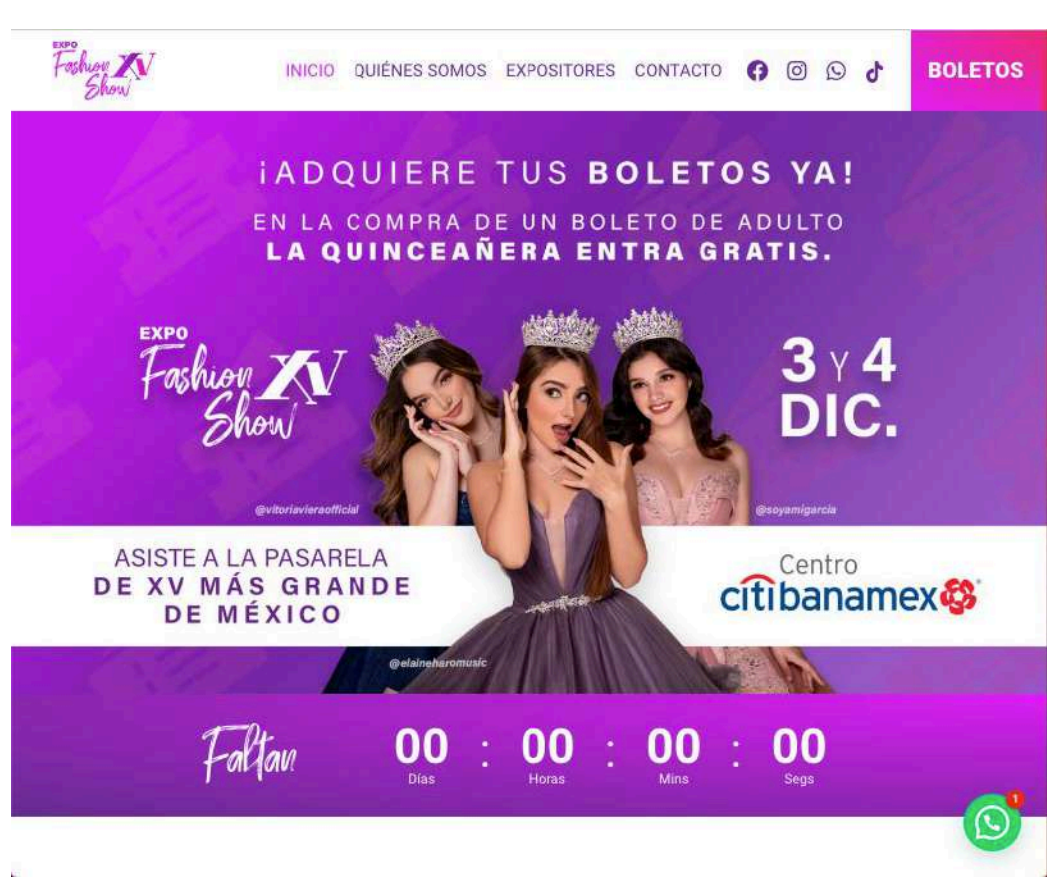 EXPO
Fashion XV
Show
INICIO QUIÉNES SOMOS EXPOSITORES CONTACTO BOLETOS
¡ADQUIERE TUS BOLETOS YA!
EN LA COMPRA DE UN BOLETO DE ADULTO
LA QUINCEAÑERA ENTRA GRATIS.
EXPO
Fashion XV
Show
3 Y 4
DIC.
@vitoriavieraofficial
@soyamigarcia
ASISTE A LA PASARELA
DE XV MÁS GRANDE
DE MÉXICO
Centro
citibanamex
@elaineharomusic
Faltan
00 : 00 : 00 : 00
Días Horas Mins Segs
1